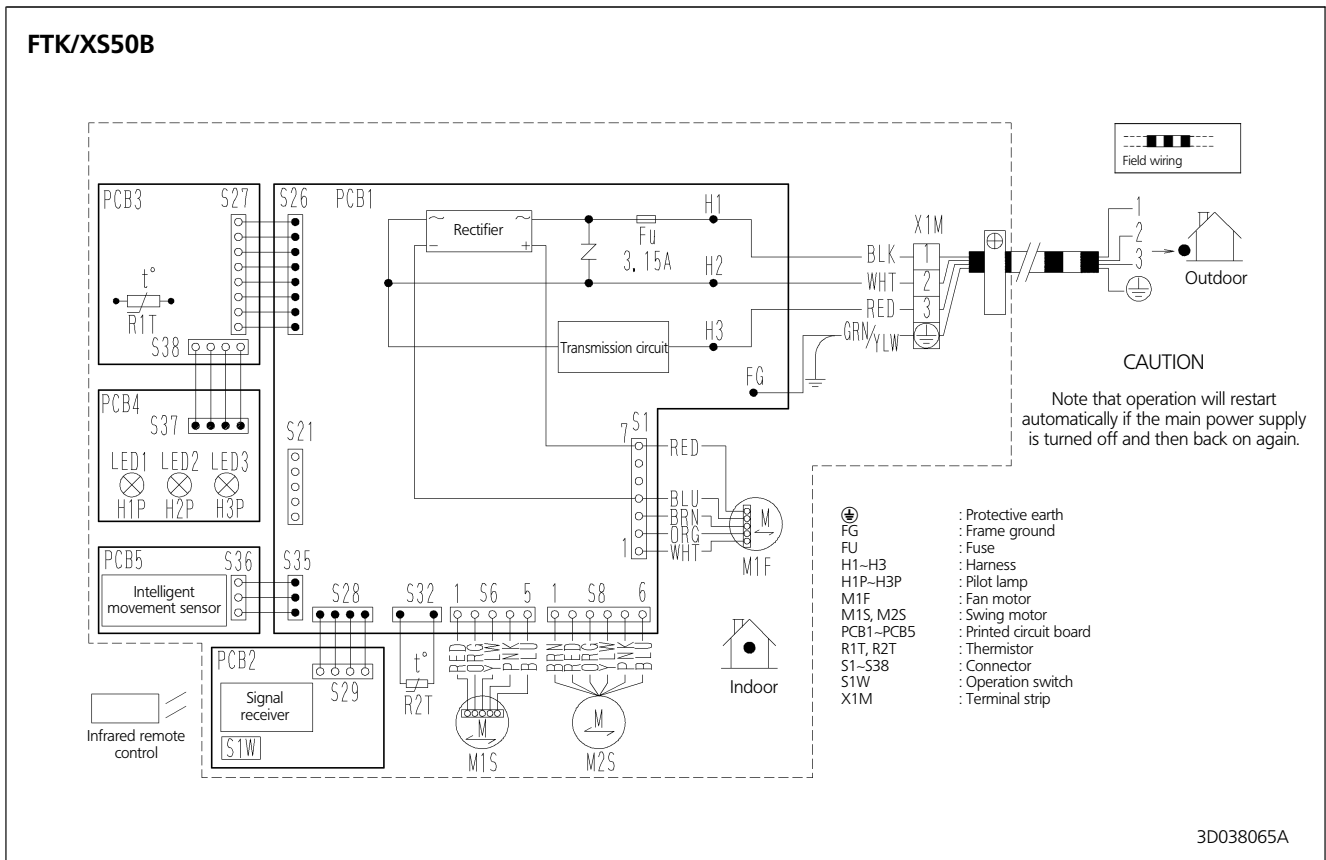 FTK/XS50B
Field wiring
PCB3
S27
S26
PCB1
H1
X1M
Rectifier
Fu
3.15A
BLK
1
1
2
3
Outdoor
H2
WHT
2
t°
R1T
RED
3
H3
Transmission circuit
GRN/YLW
S38
FG
CAUTION
Note that operation will restart
automatically if the main power supply
is turned off and then back on again.
PCB4
S37
S21
7
S1
RED
LED1 LED2 LED3
H1P H2P H3P
BLU
BRN
ORG
1
WHT
M
M1F
: Protective earth
FG : Frame ground
FU : Fuse
H1~H3 : Harness
H1P~H3P : Pilot lamp
M1F : Fan motor
M1S, M2S : Swing motor
PCB1~PCB5 : Printed circuit board
R1T, R2T : Thermistor
S1~S38 : Connector
S1W : Operation switch
X1M : Terminal strip
PCB5
S36
S35
Intelligent
movement sensor
S28
S32
1 S6 5
1 S8 6
RED ORG YLW PNK BLU
BRN RED ORG YLW PNK BLU
PCB2
S29
t°
R2T
Signal
receiver
S1W
M
M1S
M
M2S
Indoor
Infrared remote
control
3D038065A